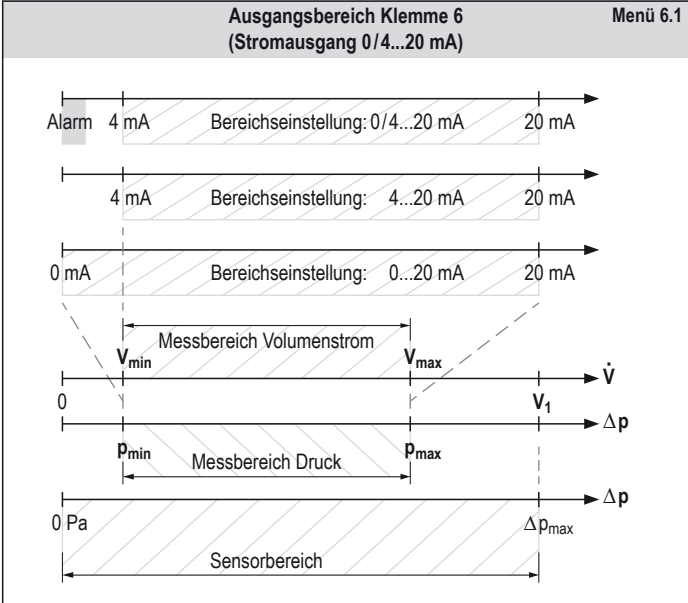 Ausgangsbereich Klemme 6 Menü 6.1
(Stromausgang 0/4...20 mA)
Alarm 4 mA Bereichseinstellung: 0/4...20 mA 20 mA
4 mA Bereichseinstellung: 4...20 mA 20 mA
0 mA Bereichseinstellung: 0...20 mA 20 mA
Messbereich Volumenstrom
Vmin Vmax
V̇
0 V1
Δp
pmin Messbereich Druck pmax
Δp
0 Pa Δpmax
Sensorbereich